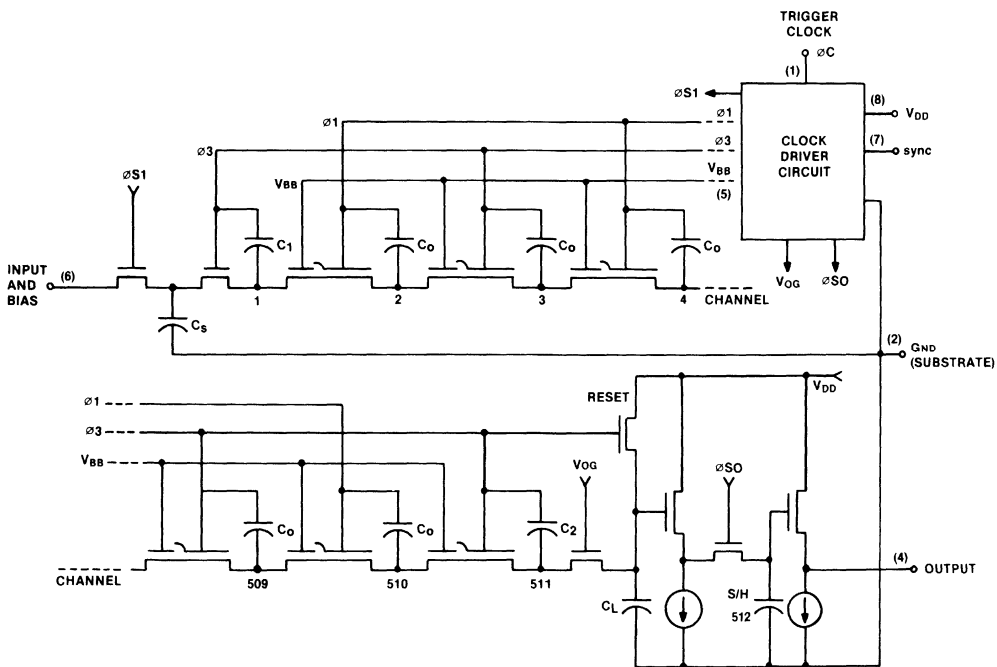 TRIGGER
CLOCK
øC
(1)
øS1
ø1
ø3
VBB
(5)
CLOCK
DRIVER
CIRCUIT
(8)
VDD
(7)
sync
VOG
øSO
ø1
ø3
øS1
VBB
C1
Co
Co
Co
INPUT
AND
BIAS
(6)
1
2
3
4
CHANNEL
Cs
(2)
GND
(SUBSTRATE)
VDD
RESET
ø1
ø3
VBB
VOG
øSO
Co
Co
C2
CHANNEL
509
510
511
CL
S/H
512
(4)
OUTPUT